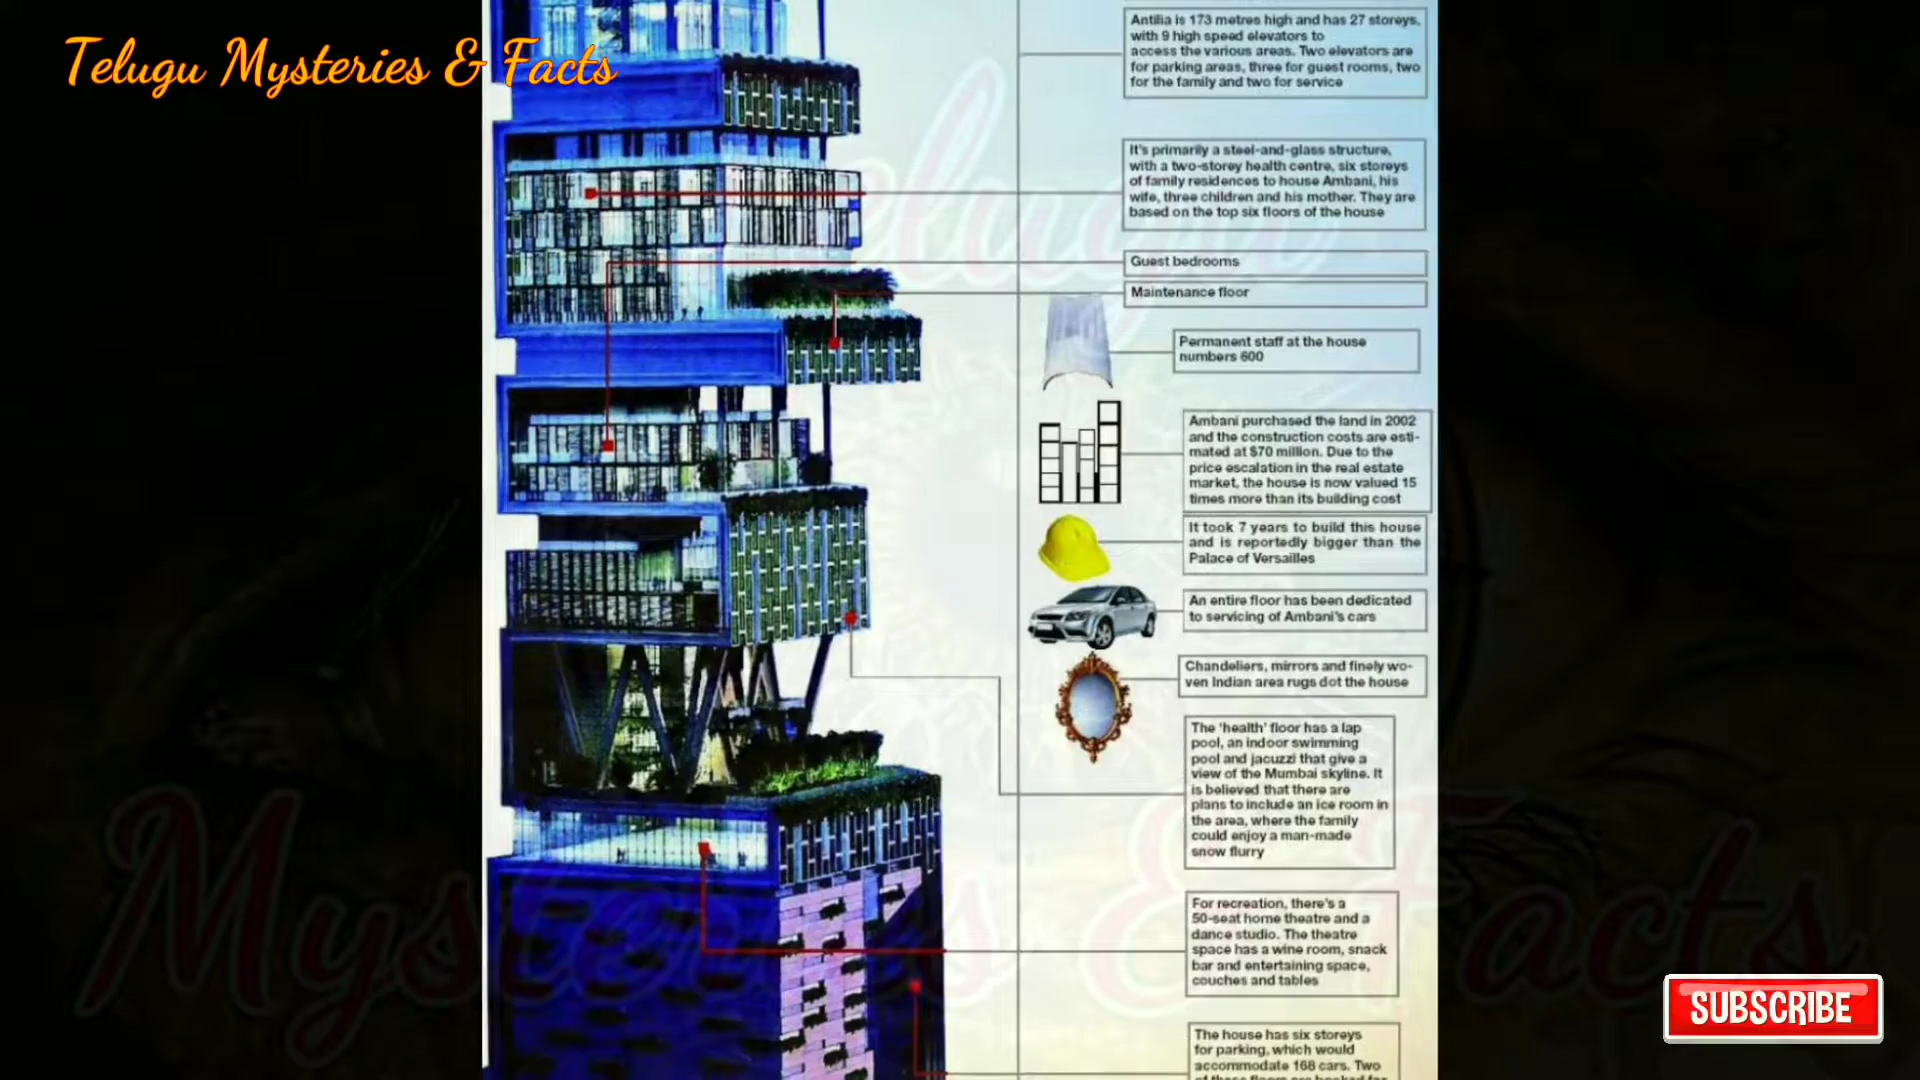 Telugu Mysteries & Facts
Antilia is 173 metres high and has 27 storeys,
with 9 high speed elevators to
access the various areas. Two elevators are
for parking areas, three for guest rooms, two
for the family and two for service
It's primarily a steel-and-glass structure,
with a two-storey health centre, six storeys
of family residences to house Ambani, his
wife, three children and his mother. They are
based on the top six floors of the house
Guest bedrooms
Maintenance floor
Permanent staff at the house
numbers 600
Ambani purchased the land in 2002
and the construction costs are esti-
mated at $70 million. Due to the
price escalation in the real estate
market, the house is now valued 15
times more than its building cost
It took 7 years to build this house
and is reportedly bigger than the
Palace of Versailles
An entire floor has been dedicated
to servicing of Ambani's cars
Chandeliers, mirrors and finely wo-
ven Indian area rugs dot the house
The 'health' floor has a lap
pool, an indoor swimming
pool and jacuzzi that give a
view of the Mumbai skyline. It
is believed that there are
plans to include an ice room in
the area, where the family
could enjoy a man-made
snow flurry
For recreation, there's a
50-seat home theatre and a
dance studio. The theatre
space has a wine room, snack
bar and entertaining space,
couches and tables
The house has six storeys
for parking, which would
accommodate 168 cars. Two
of these floors are booked for
Telugu
Mysteries & Facts
SUBSCRIBE